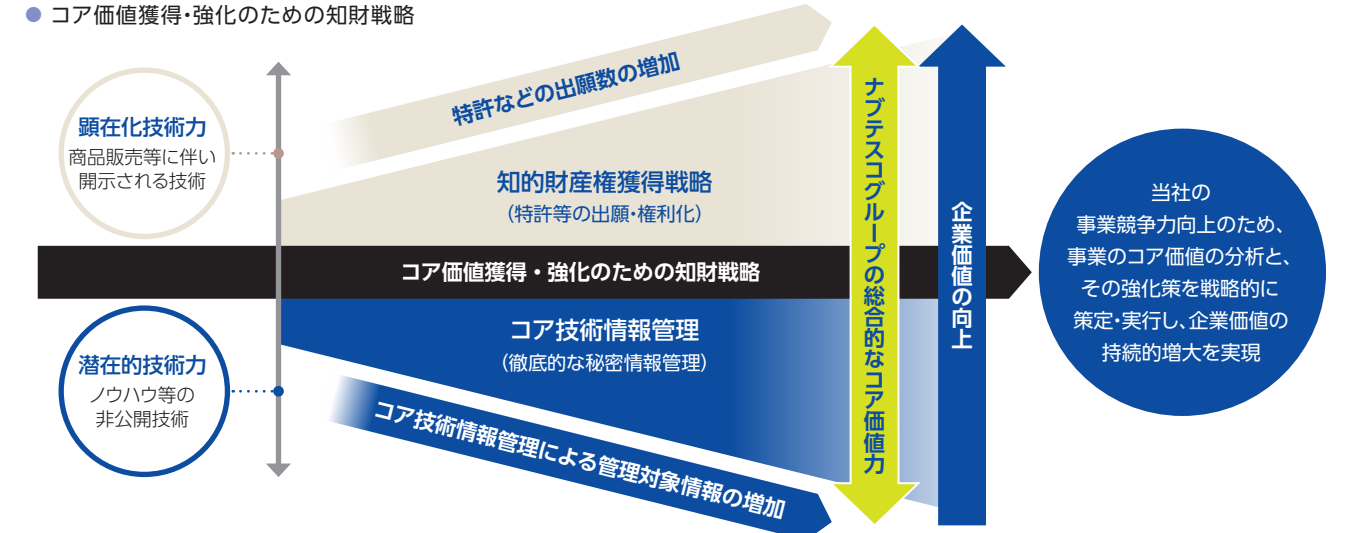 ● コア価値獲得・強化のための知財戦略
特許などの出願数の増加
顕在化技術力
商品販売等に伴い
開示される技術
知的財産権獲得戦略
(特許等の出願・権利化)
コア価値獲得・強化のための知財戦略
潜在的技術力
ノウハウ等の
非公開技術
コア技術情報管理
(徹底的な秘密情報管理)
コア技術情報管理による管理対象情報の増加
ナブテスコグループの総合的なコア価値力
企業価値の向上
当社の
事業競争力向上のため、
事業のコア価値の分析と、
その強化策を戦略的に
策定・実行し、企業価値の
持続的増大を実現